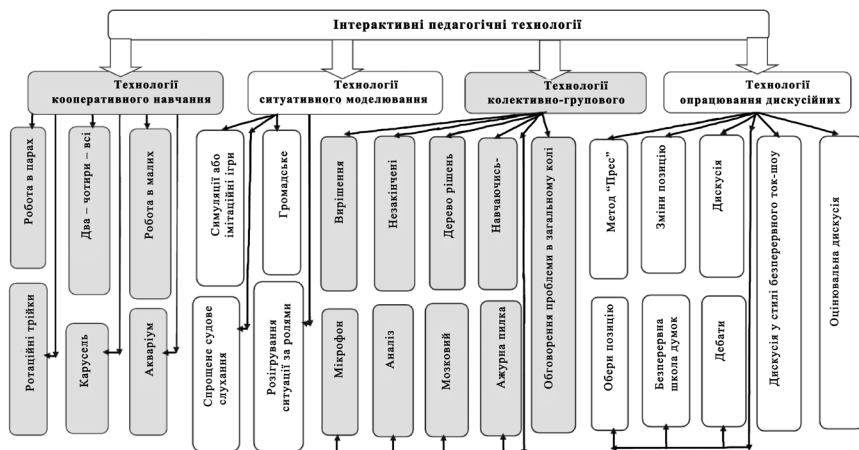 Інтерактивні педагогічні технології
Технології
кооперативного навчання
Технології
ситуативного моделювання
Технології
колективно-групового
Технології
опрацювання дискусійних
Робота в парах
Два – чотири – всі
Робота в малих
Симуляції або
імітаційні ігри
Громадське
Вирішення
Незакінчені
Дерево рішень
Навчаючись-
Обговорення проблеми в загальному колі
Метод “Прес”
Зміни позицію
Дискусія
Дискусія у стилі безперервного ток-шоу
Оцінювальна дискусія
Ротаційні трійки
Карусель
Акваріум
Спрощене судове
слухання
Розігрування
ситуації за ролями
Мікрофон
Аналіз
Мозковий
Ажурна пилка
Обери позицію
Безперервна
школа думок
Дебати